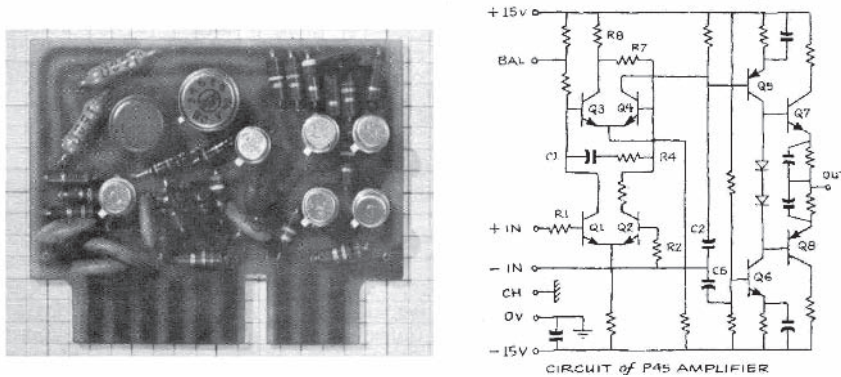 +15V
R8
R7
BAL
Q3
Q4
Q5
Q7
C1
R4
OUT
+IN
R1
Q1
Q2
R2
C2
Q8
-IN
C6
Q6
CH
0V
-15V
CIRCUIT of P45 AMPLIFIER